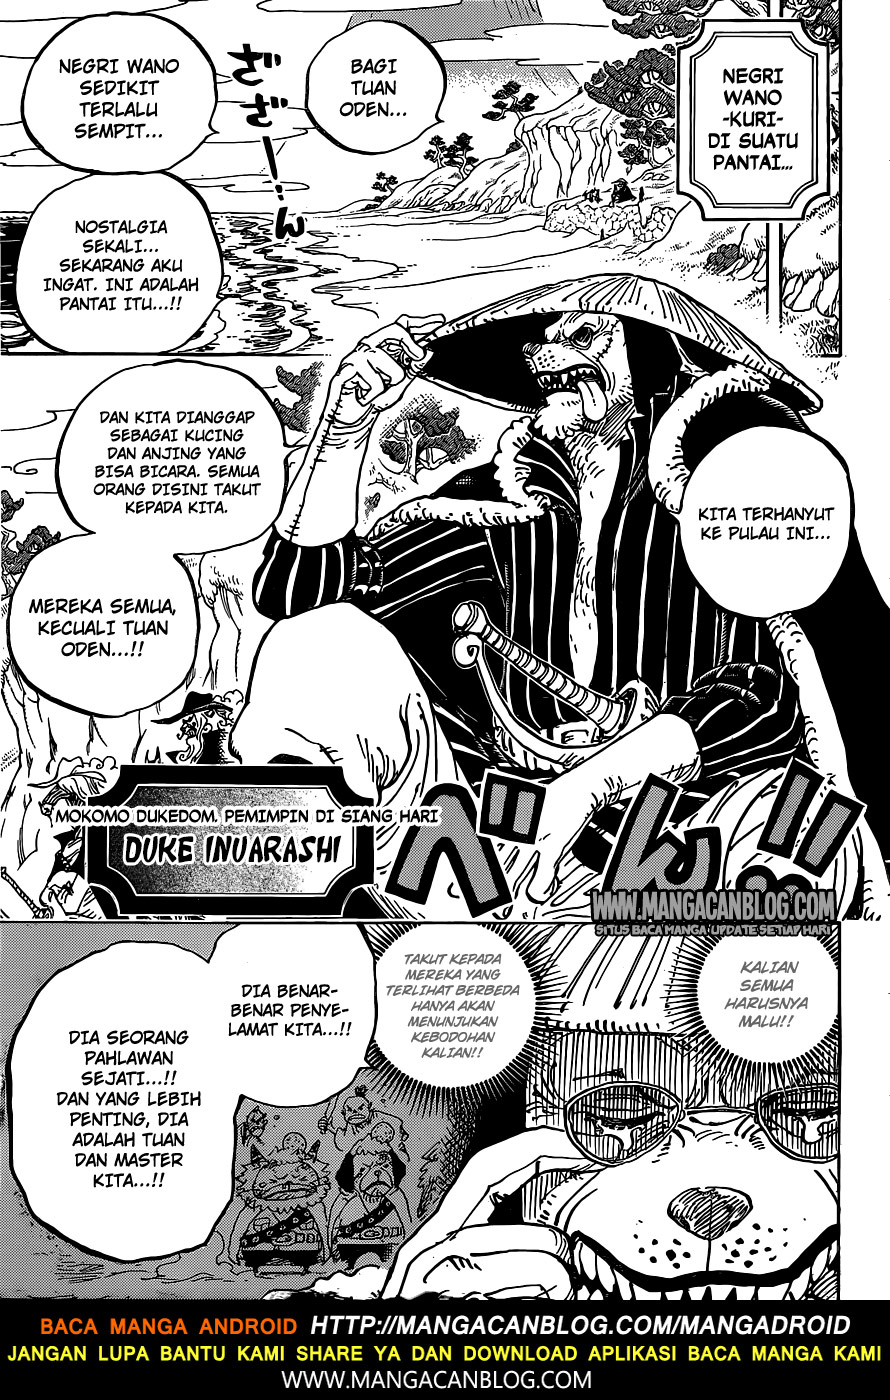 NEGRI
WANO
-KURI-
DI SUATU
PANTAI...
BAGI
TUAN
ODEN...
NEGRI WANO
SEDIKIT
TERLALU
SEMPIT...
ざざーん
NOSTALGIA
SEKALI...
SEKARANG AKU
INGAT. INI ADALAH
PANTAI ITU...!!
KITA TERHANYUT
KE PULAU INI...
DAN KITA DIANGGAP
SEBAGAI KUCING
DAN ANJING YANG
BISA BICARA. SEMUA
ORANG DISINI TAKUT
KEPADA KITA.
MEREKA SEMUA,
KECUALI TUAN
ODEN...!!
MOKOMO DUKEDOM. PEMIMPIN DI SIANG HARI
DUKE INUARASHI
べん!!
WWW.MANGACANBLOG.COM
SITUS BACA MANGA UPDATE SETIAP HARI
KALIAN
SEMUA
HARUSNYA
MALU!!
TAKUT KEPADA
MEREKA YANG
TERLIHAT BERBEDA
HANYA AKAN
MENUNJUKAN
KEBODOHAN
KALIAN!!
DIA BENAR-
BENAR PENYE-
LAMAT KITA...!!
DIA SEORANG
PAHLAWAN
SEJATI...!!
DAN YANG LEBIH
PENTING, DIA
ADALAH TUAN
DAN MASTER
KITA...!!
BACA MANGA ANDROID HTTP://MANGACANBLOG.COM/MANGADROID
JANGAN LUPA BANTU KAMI SHARE YA DAN DOWNLOAD APLIKASI BACA MANGA KAMI
WWW.MANGACANBLOG.COM